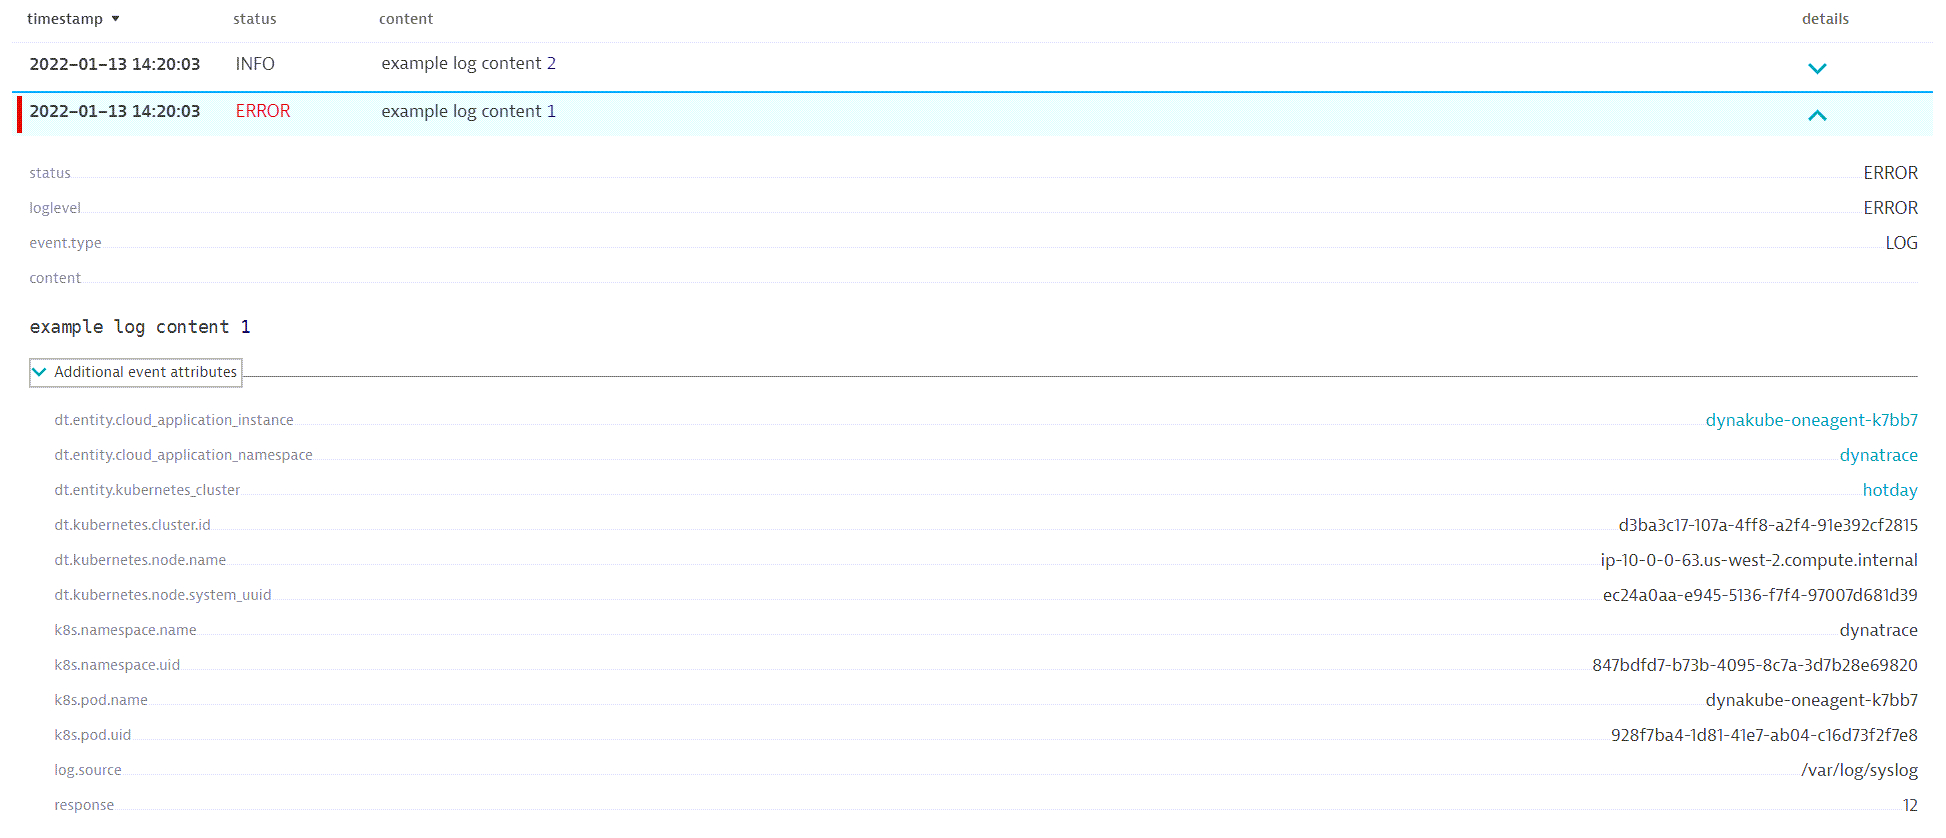 timestamp ▼ status content details
2022-01-13 14:20:03 INFO example log content 2
2022-01-13 14:20:03 ERROR example log content 1
status ERROR
loglevel ERROR
event.type LOG
content
example log content 1
Additional event attributes
dt.entity.cloud_application_instance dynakube-oneagent-k7bb7
dt.entity.cloud_application_namespace dynatrace
dt.entity.kubernetes_cluster hotday
dt.kubernetes.cluster.id d3ba3c17-107a-4ff8-a2f4-91e392cf2815
dt.kubernetes.node.name ip-10-0-0-63.us-west-2.compute.internal
dt.kubernetes.node.system_uuid ec24a0aa-e945-5136-f7f4-97007d681d39
k8s.namespace.name dynatrace
k8s.namespace.uid 847bdfd7-b73b-4095-8c7a-3d7b28e69820
k8s.pod.name dynakube-oneagent-k7bb7
k8s.pod.uid 928f7ba4-1d81-41e7-ab04-c16d73f2f7e8
log.source /var/log/syslog
response 12